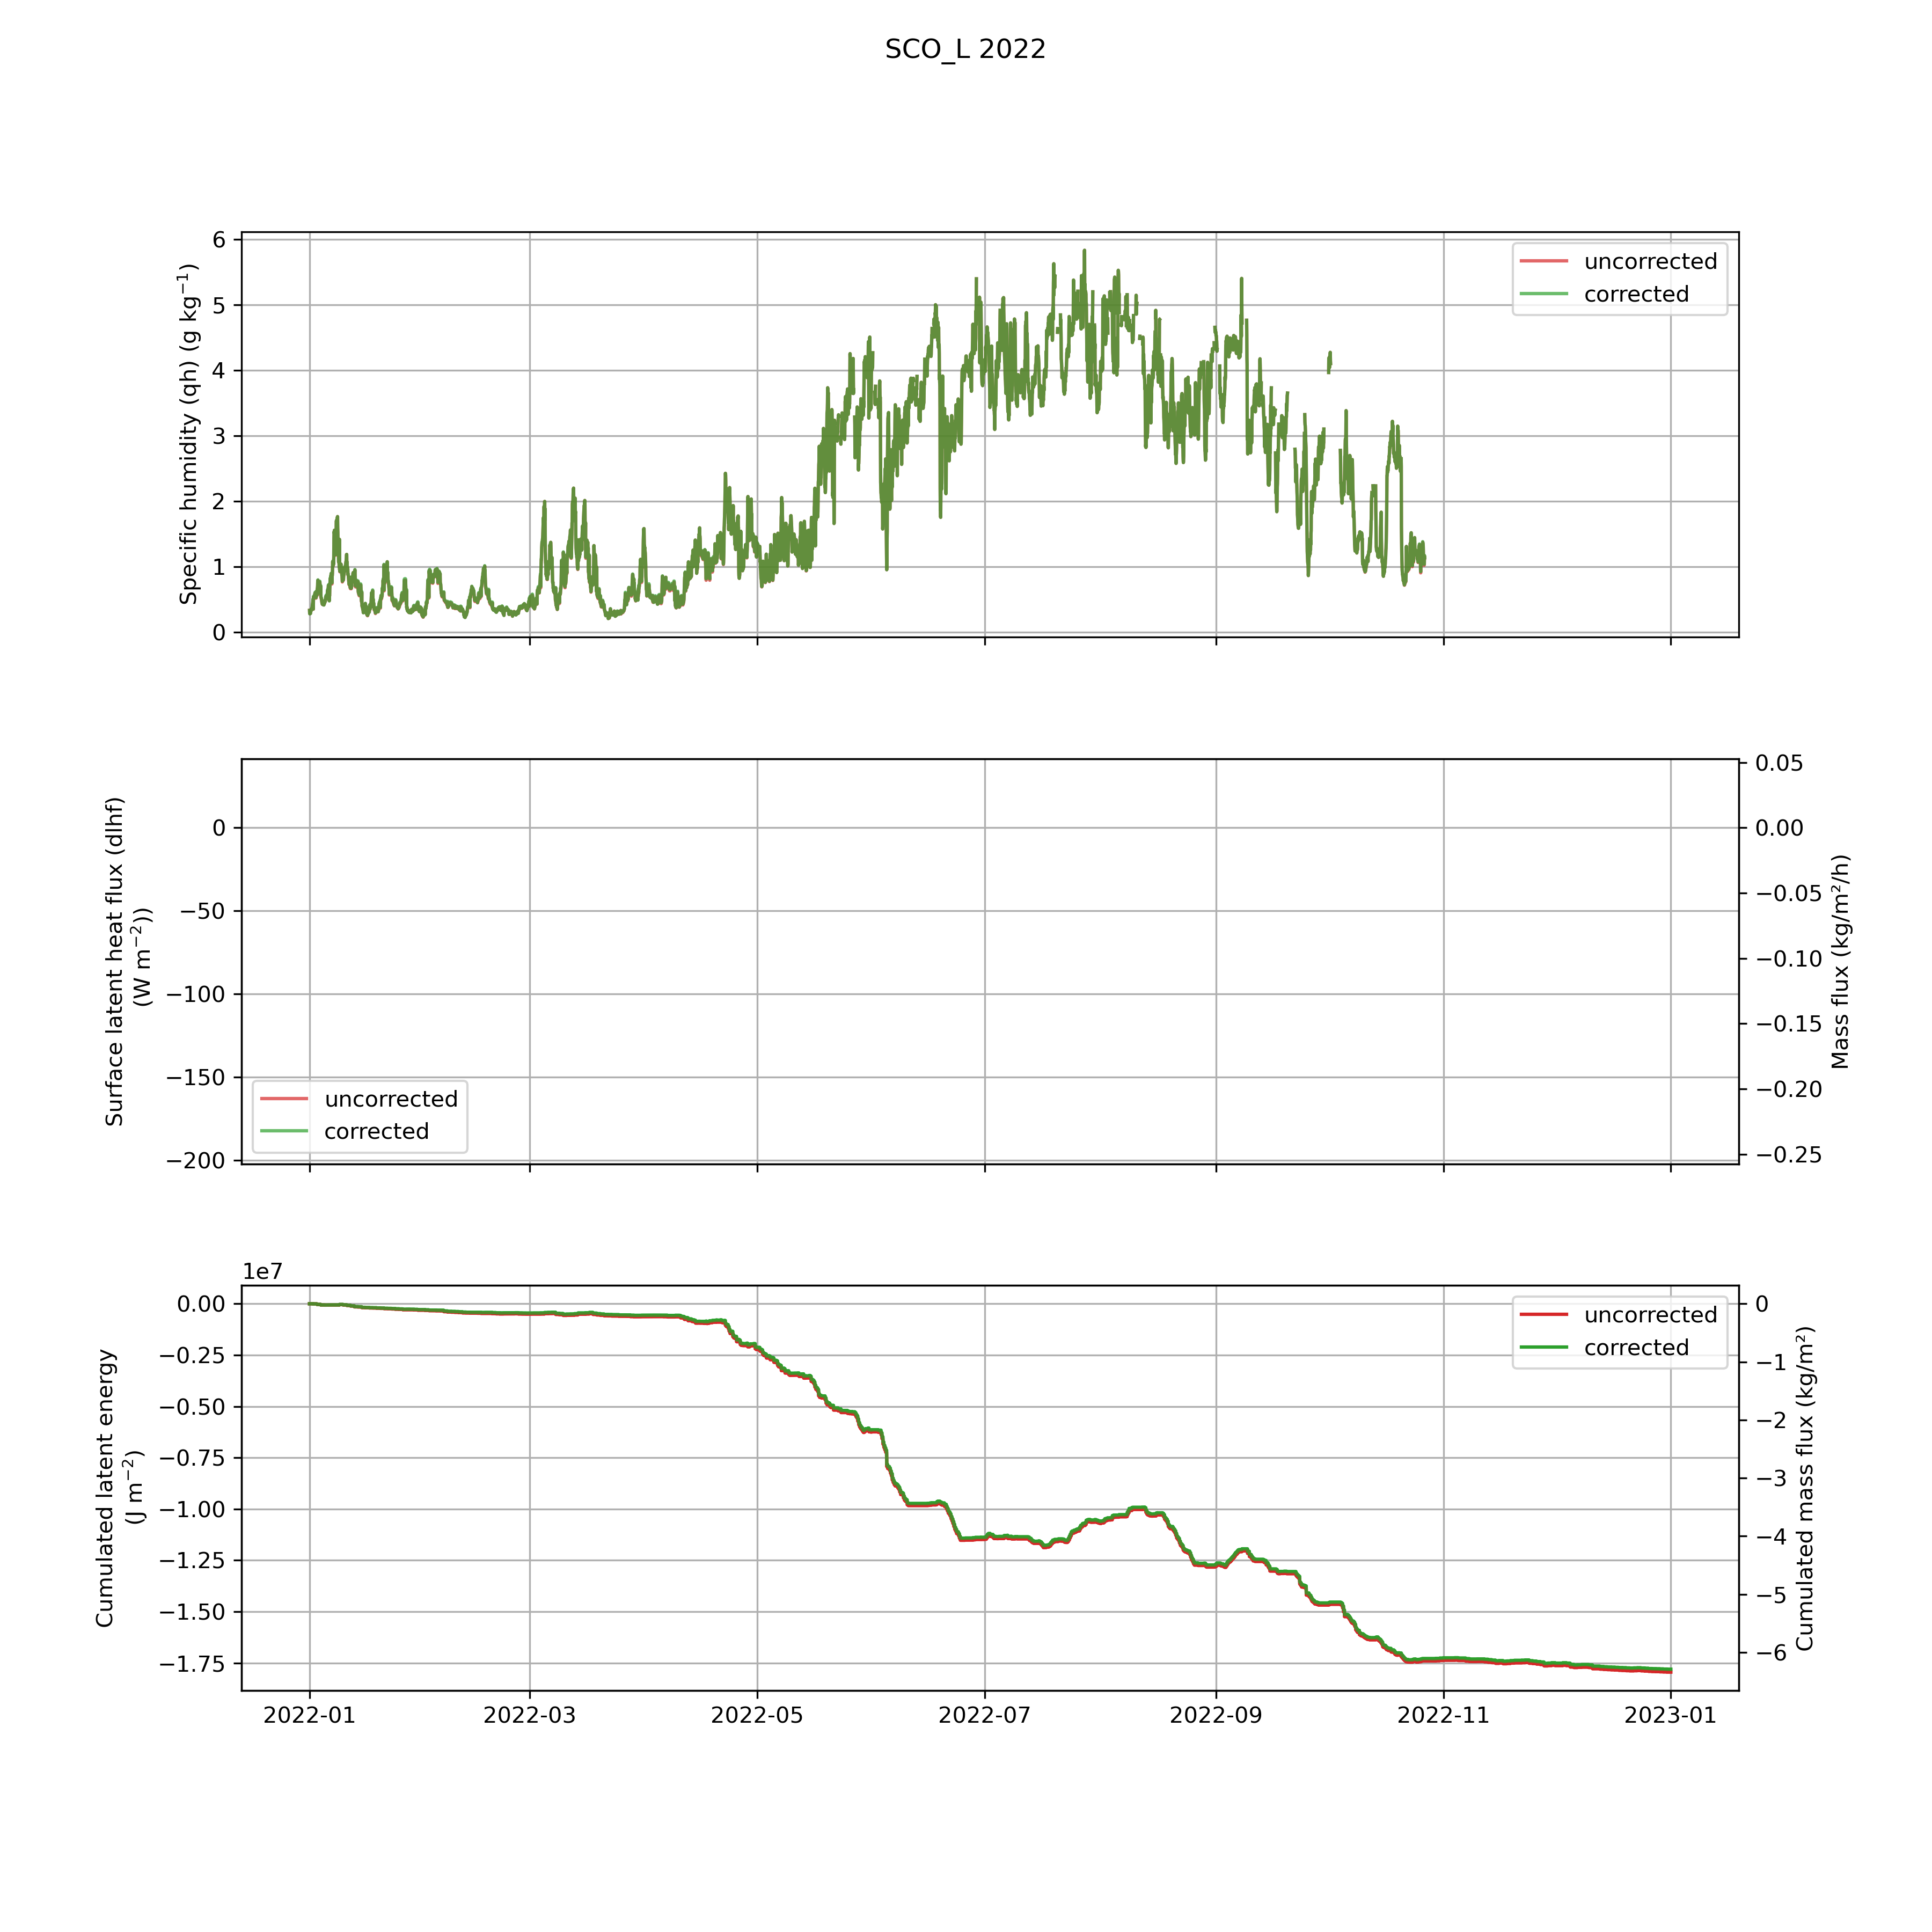 SCO_L 2022
Specific humidity (qh) (g kg⁻¹)
6
5
4
3
2
1
0
uncorrected
corrected
Surface latent heat flux (dlhf)
(W m⁻²))
0
−50
−100
−150
−200
uncorrected
corrected
0.05
0.00
−0.05
−0.10
−0.15
−0.20
−0.25
Mass flux (kg/m²/h)
1e7
Cumulated latent energy
(J m⁻²)
0.00
−0.25
−0.50
−0.75
−1.00
−1.25
−1.50
−1.75
uncorrected
corrected
0
−1
−2
−3
−4
−5
−6
Cumulated mass flux (kg/m²)
2022-01 2022-03 2022-05 2022-07 2022-09 2022-11 2023-01